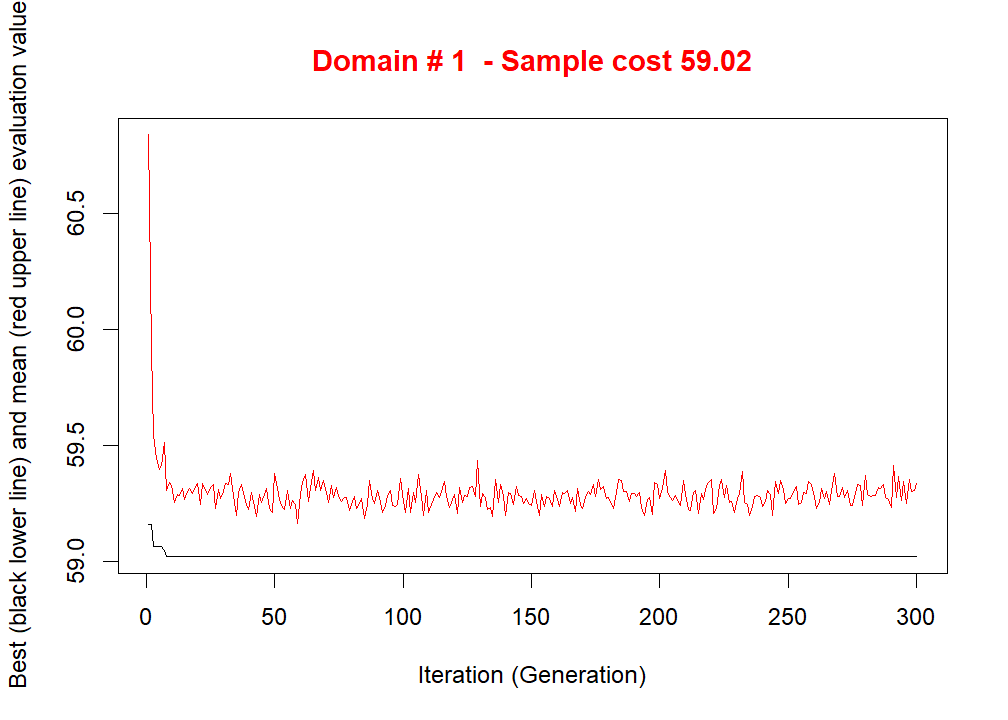 Domain # 1  - Sample cost 59.02
Best (black lower line) and mean (red upper line) evaluation value
60.5
60.0
59.5
59.0
0 50 100 150 200 250 300
Iteration (Generation)